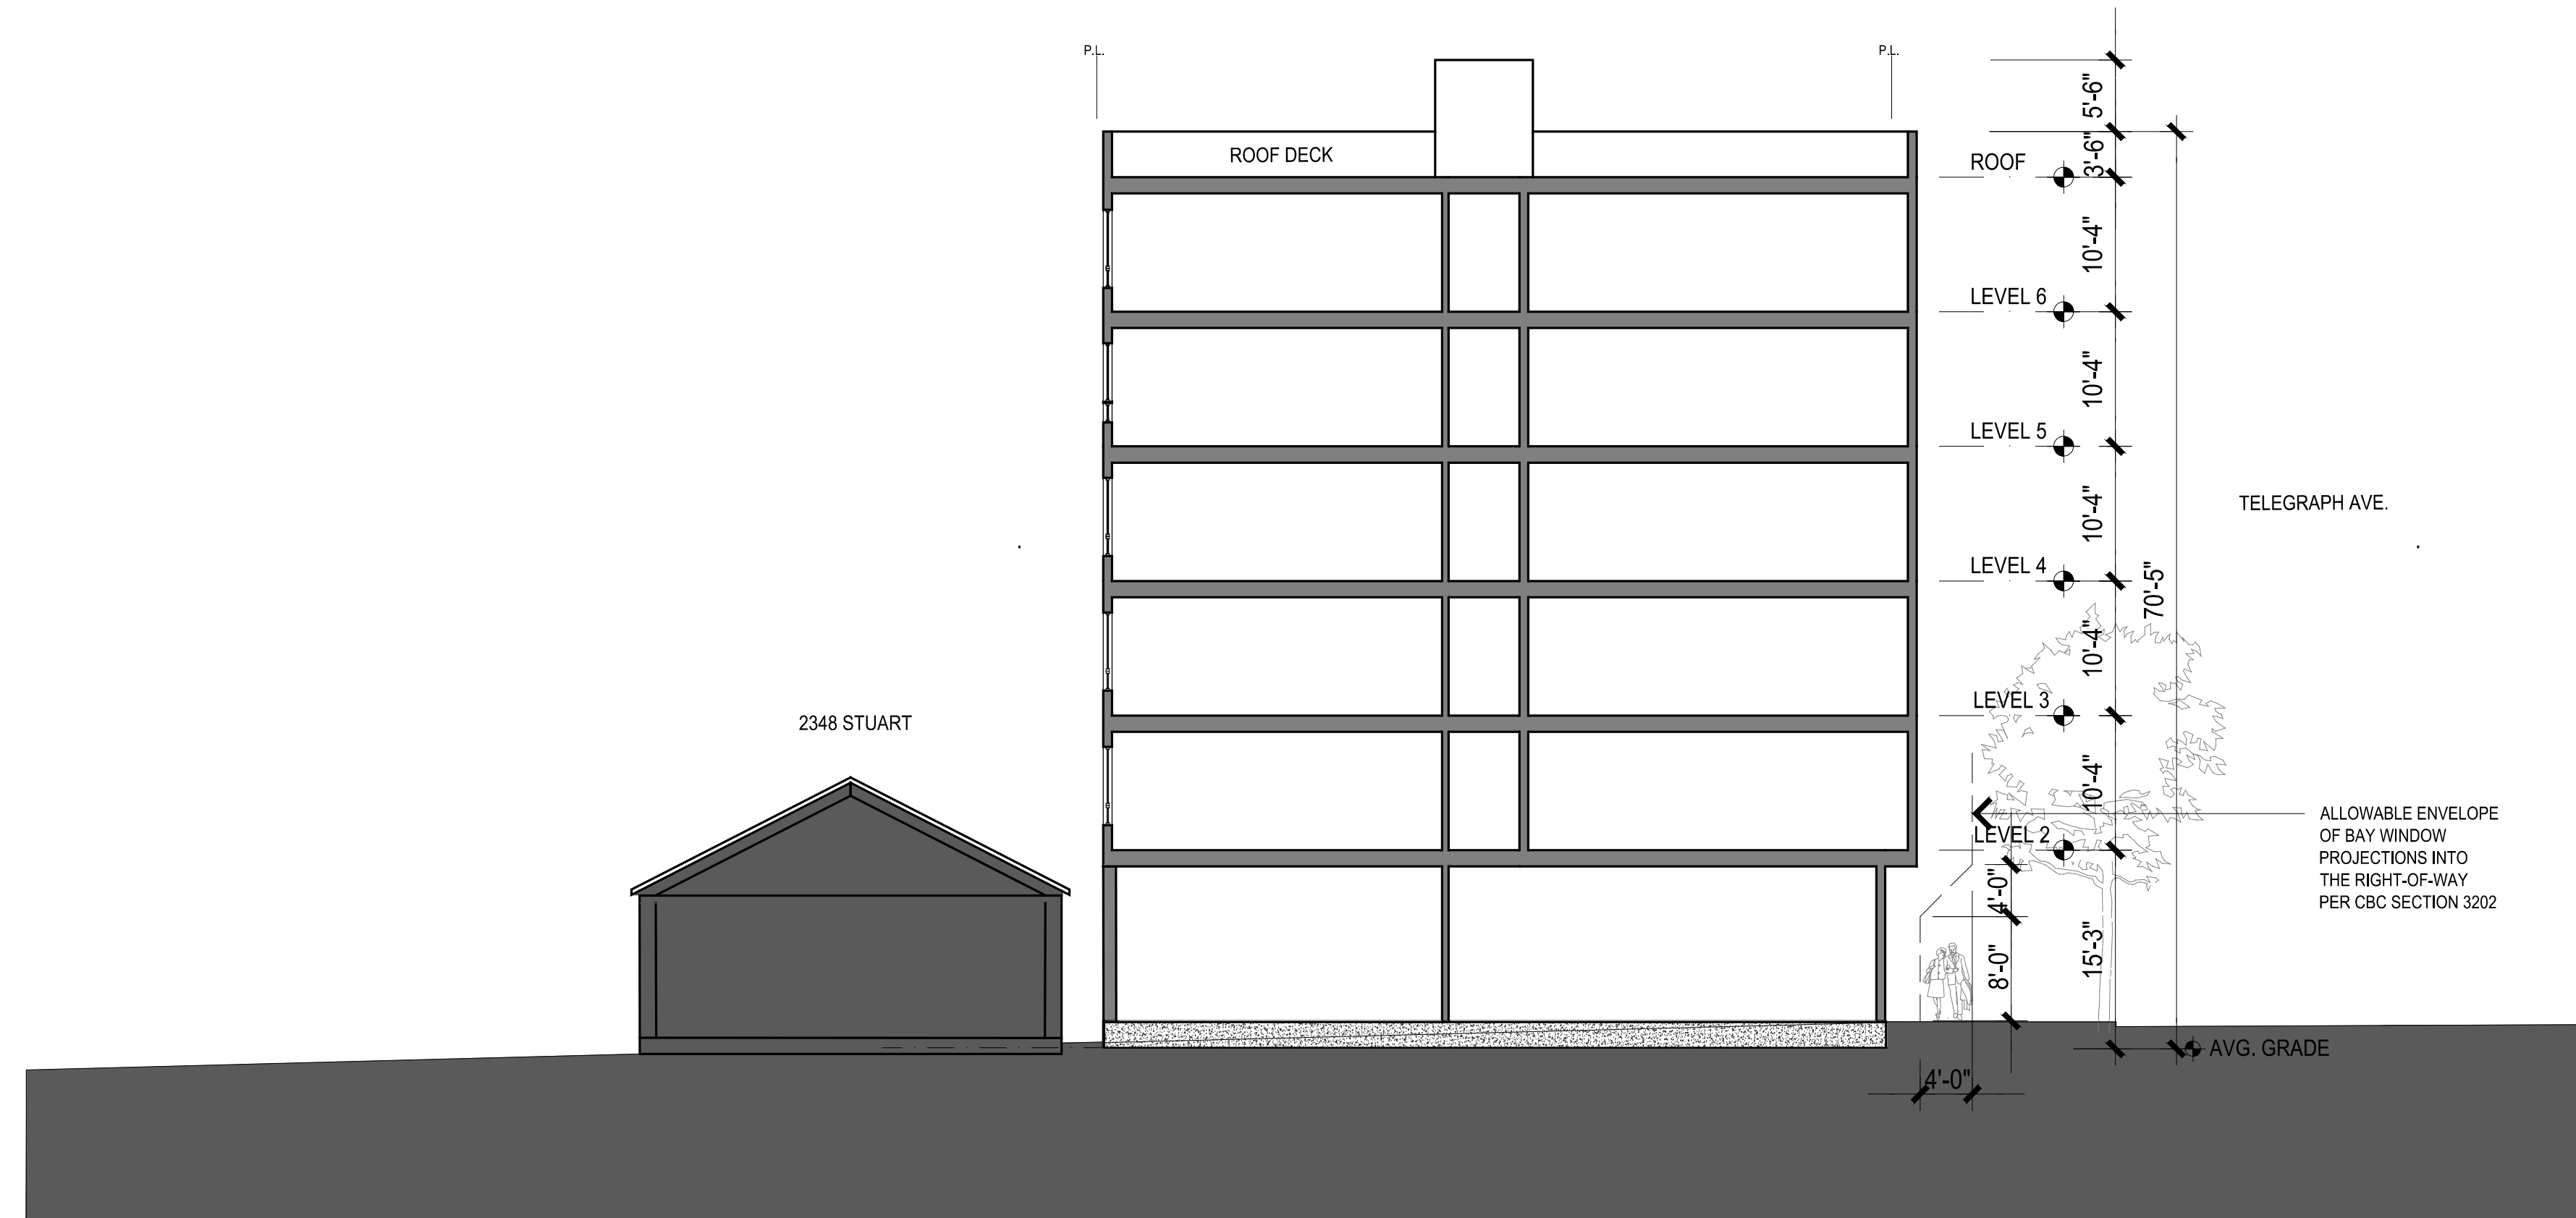 P.L.
P.L.
5'-6"
3'-6"
ROOF DECK
ROOF
10'-4"
LEVEL 6
10'-4"
LEVEL 5
10'-4"
TELEGRAPH AVE.
LEVEL 4
70'-5"
10'-4"
LEVEL 3
2348 STUART
10'-4"
ALLOWABLE ENVELOPE
OF BAY WINDOW
PROJECTIONS INTO
THE RIGHT-OF-WAY
PER CBC SECTION 3202
LEVEL 2
4'-0"
15'-3"
8'-0"
AVG. GRADE
4'-0"